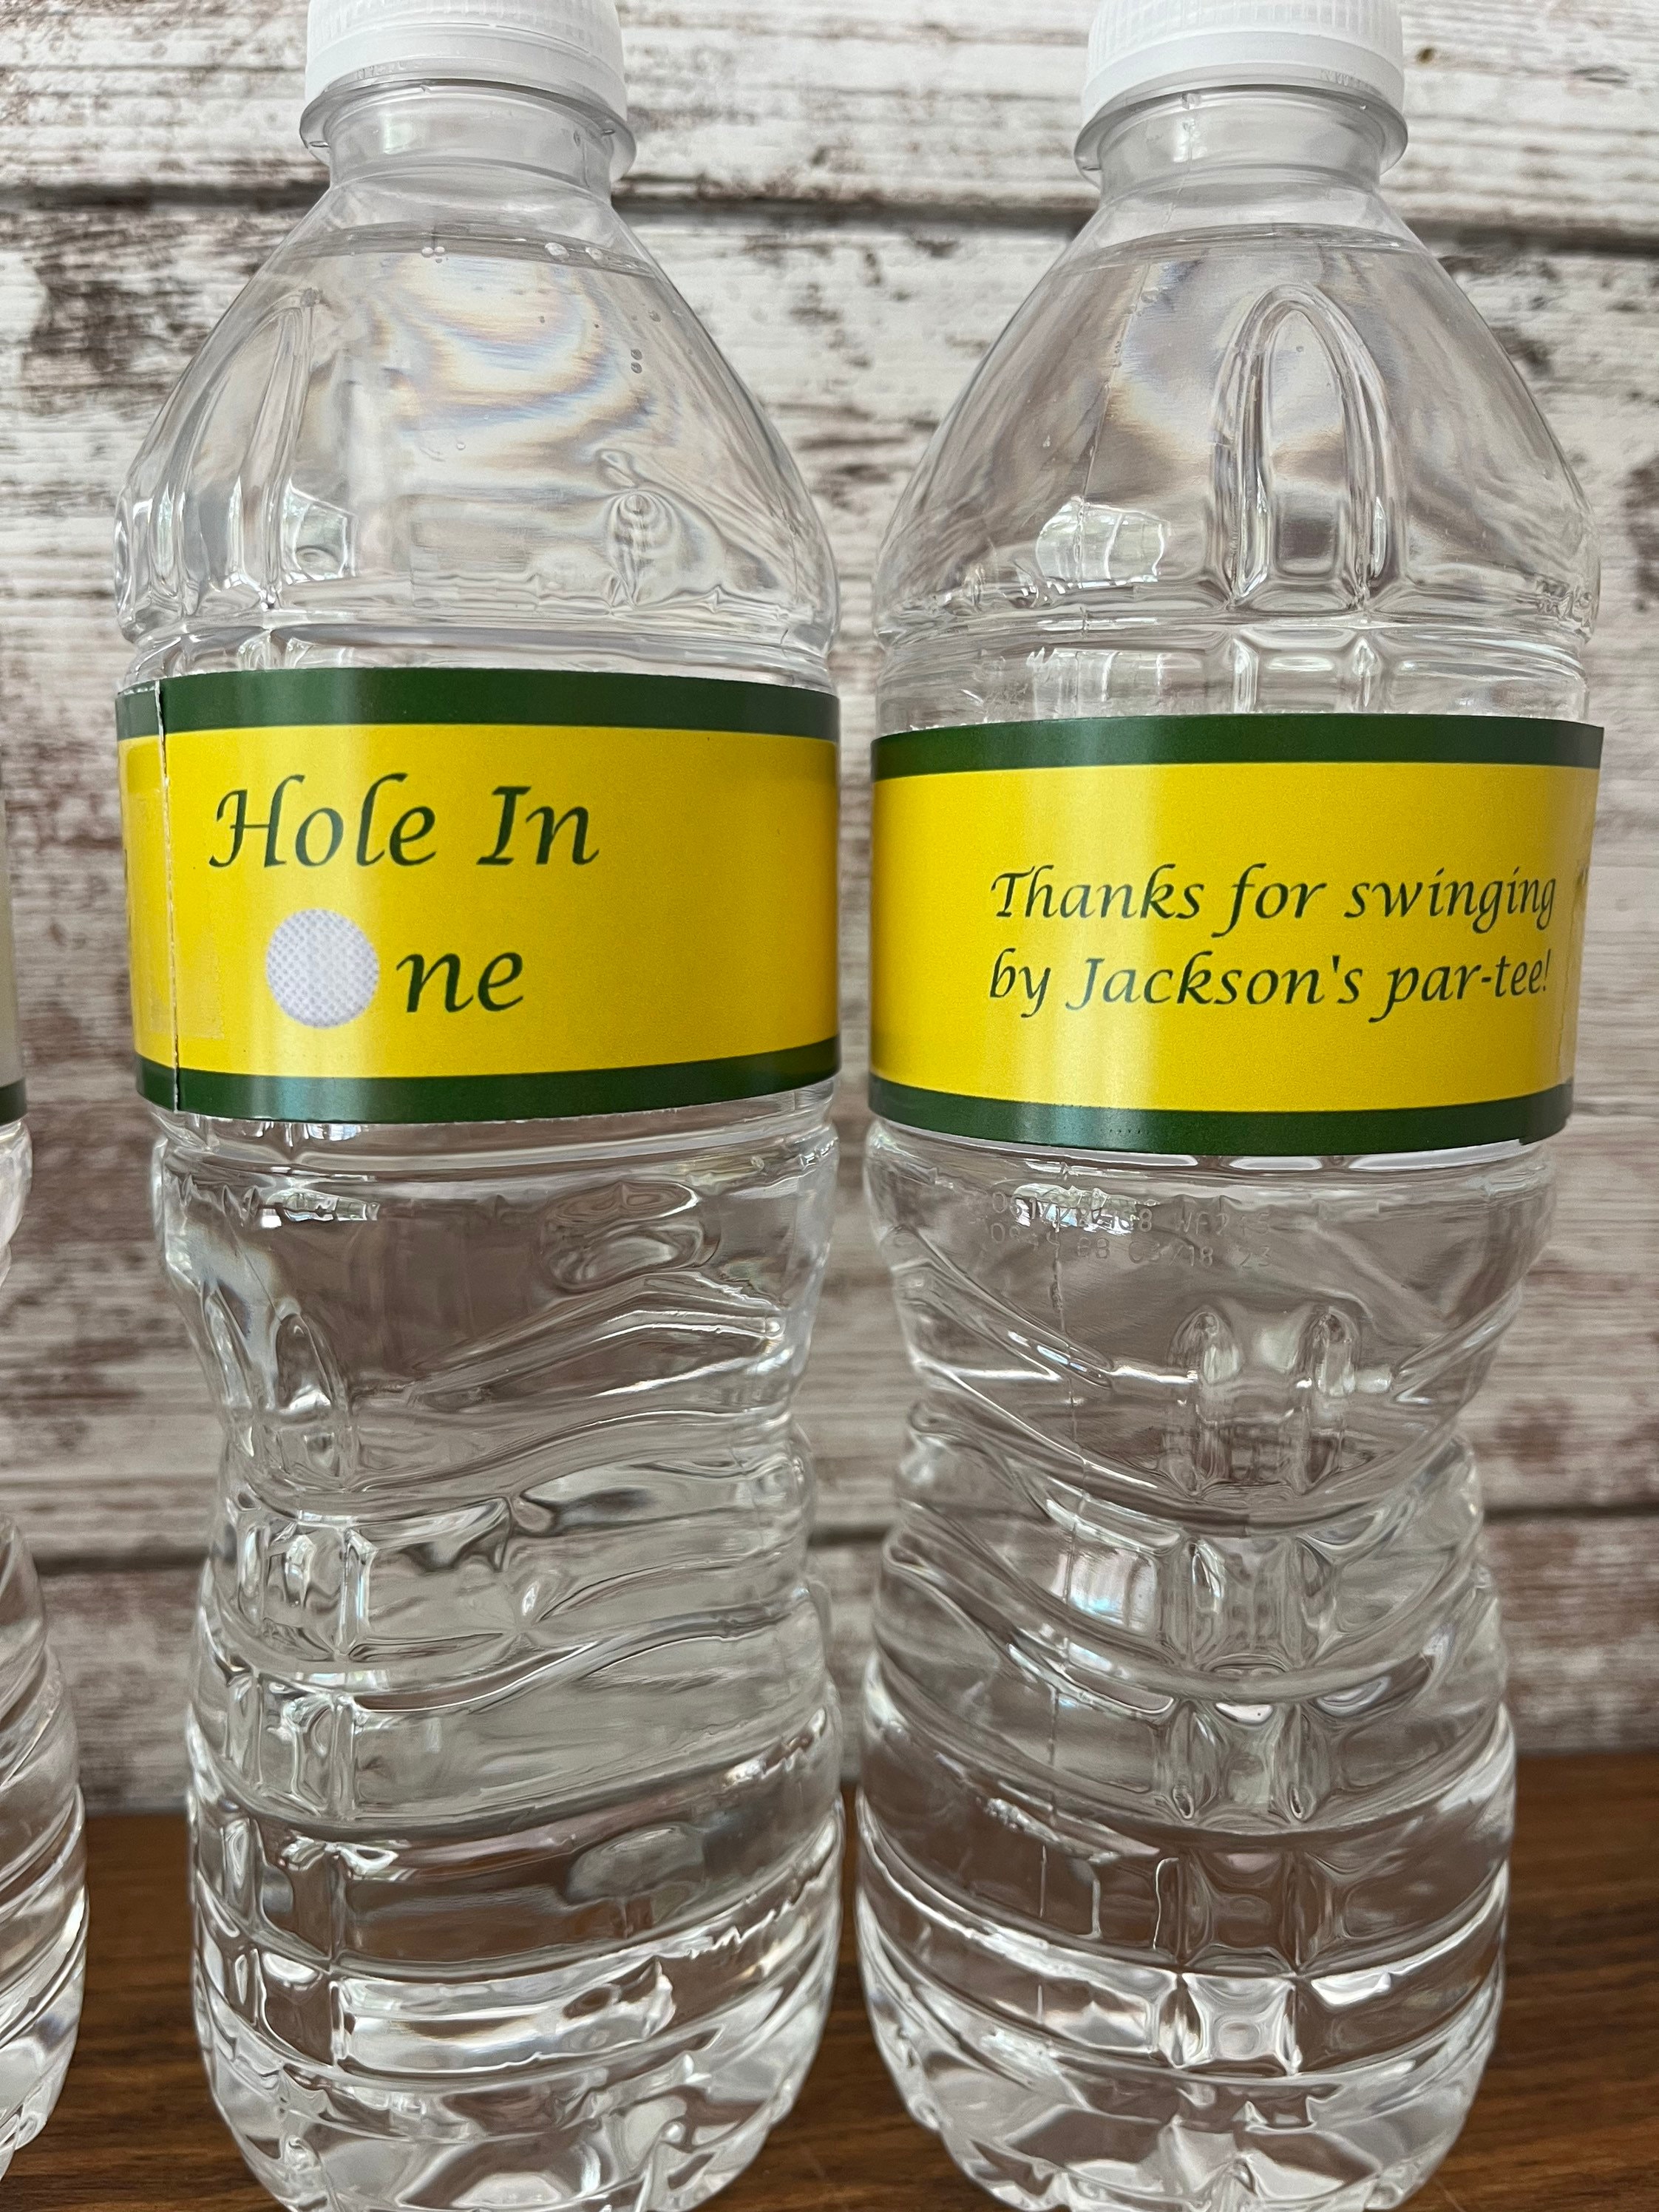 Hole In
ne
Thanks for swinging
by Jackson's par-tee!